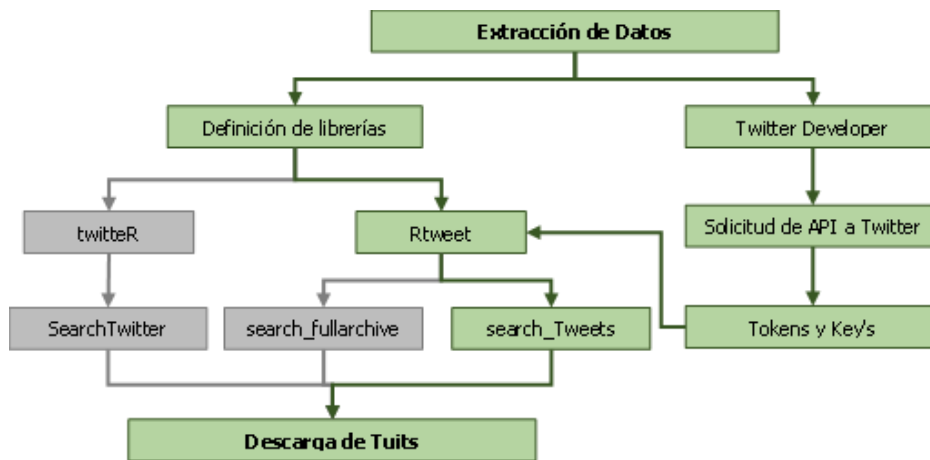 Extracción de Datos
Definición de librerías
Twitter Developer
twitteR
Rtweet
Solicitud de API a Twitter
SearchTwitter
search_fullarchive
search_Tweets
Tokens y Key's
Descarga de Tuits